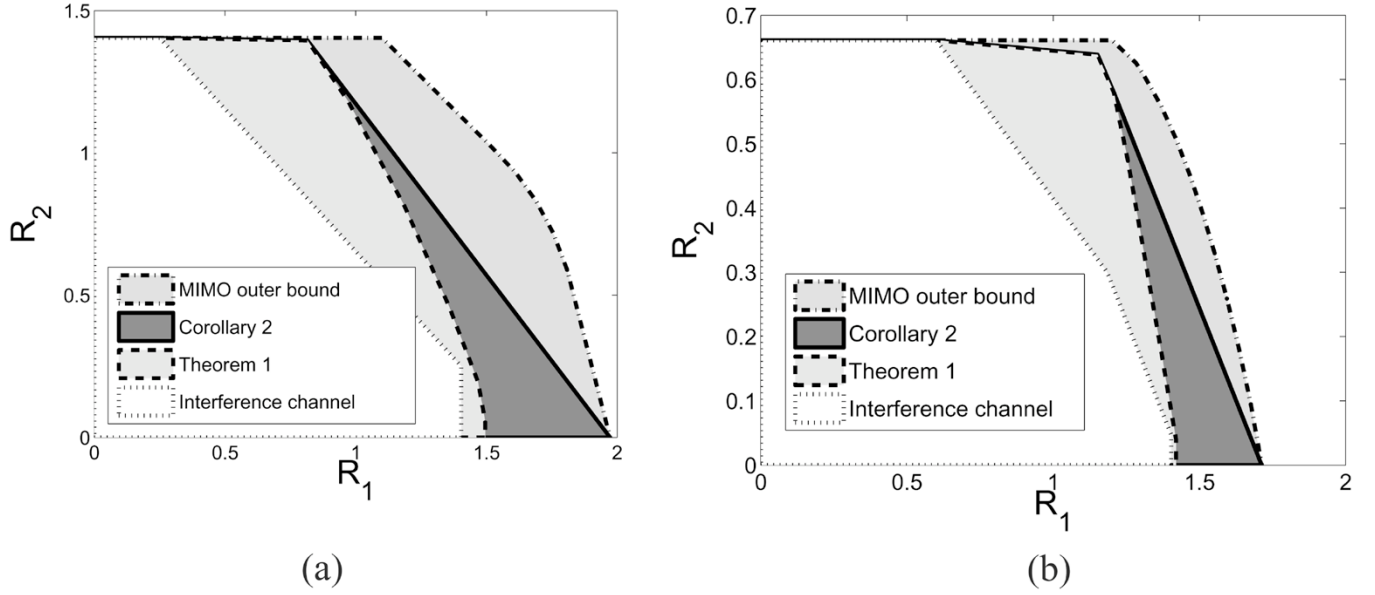 1.5
1
0.5
0
R2
MIMO outer bound
Corollary 2
Theorem 1
Interference channel
0
0.5
1
1.5
2
R1
(a)
0.7
0.6
0.5
0.4
0.3
0.2
0.1
0
R2
MIMO outer bound
Corollary 2
Theorem 1
Interference channel
0
0.5
1
1.5
2
R1
(b)